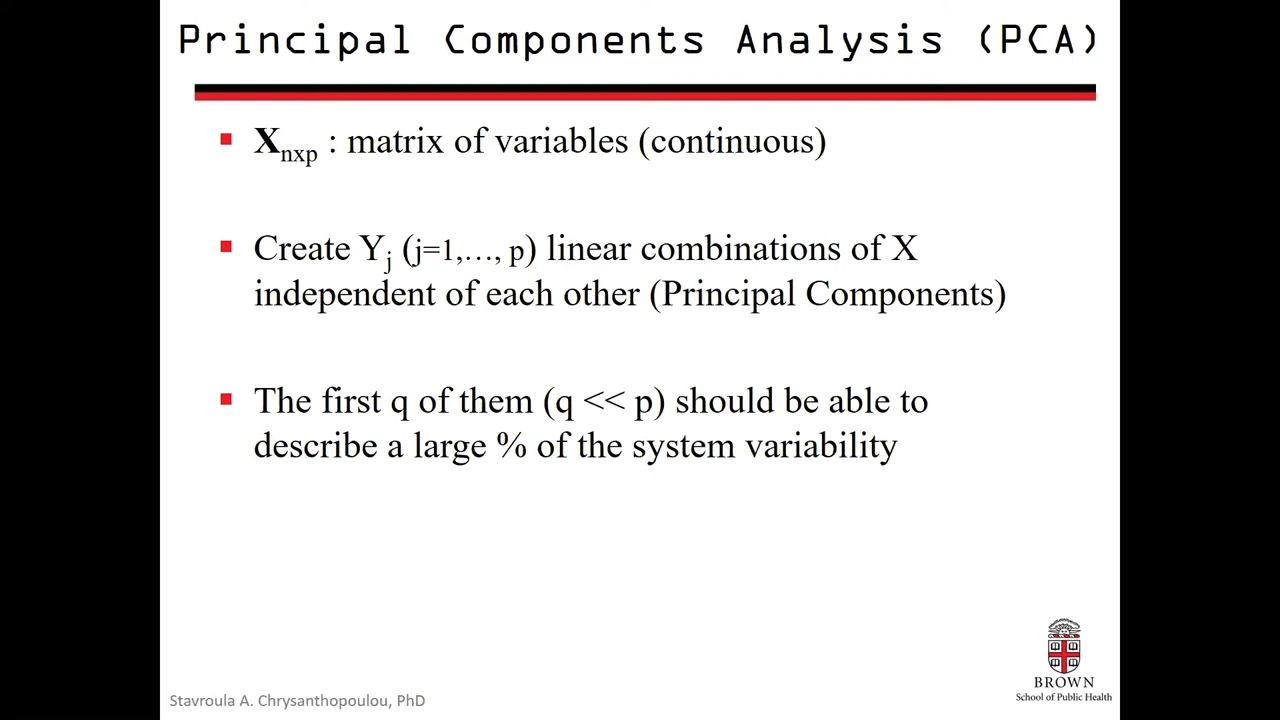 Principal Components Analysis (PCA)
X nxp : matrix of variables (continuous)
Create Yj (j=1,…, p) linear combinations of X
independent of each other (Principal Components)
The first q of them (q << p) should be able to
describe a large % of the system variability
Stavroula A. Chrysanthopoulou, PhD
BROWN
School of Public Health